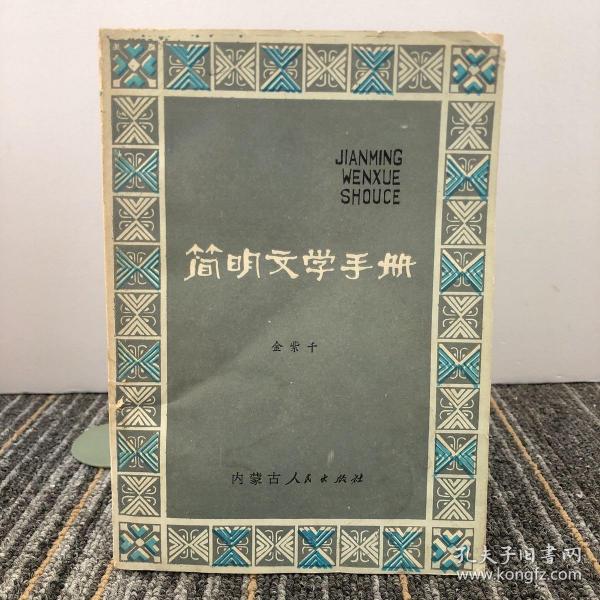 JIANMING
WENXUE
SHOUCE
简明文学手册
金紫千
内蒙古人民出版社
孔夫子旧书网
www.kongfz.com